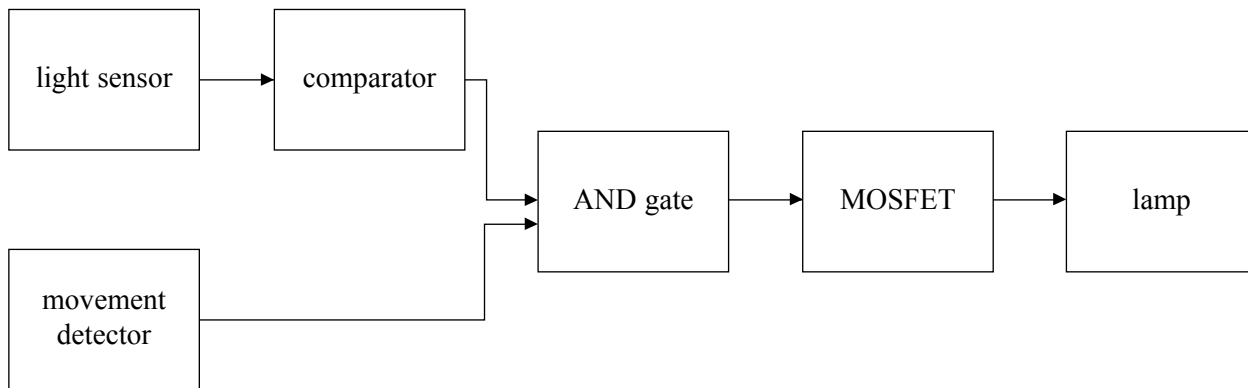 light sensor
comparator
AND gate
MOSFET
lamp
movement
detector